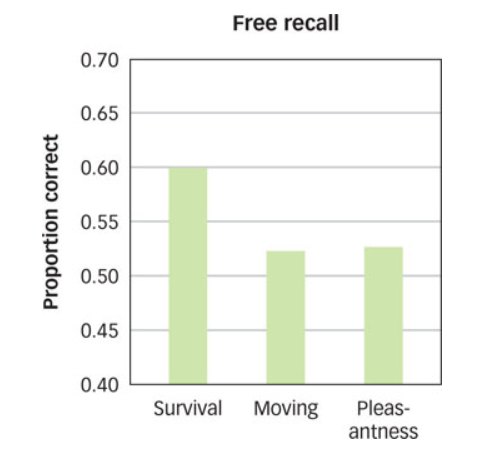 Free recall
Proportion correct
0.70
0.65
0.60
0.55
0.50
0.45
0.40
Survival
Moving
Pleas-
antness